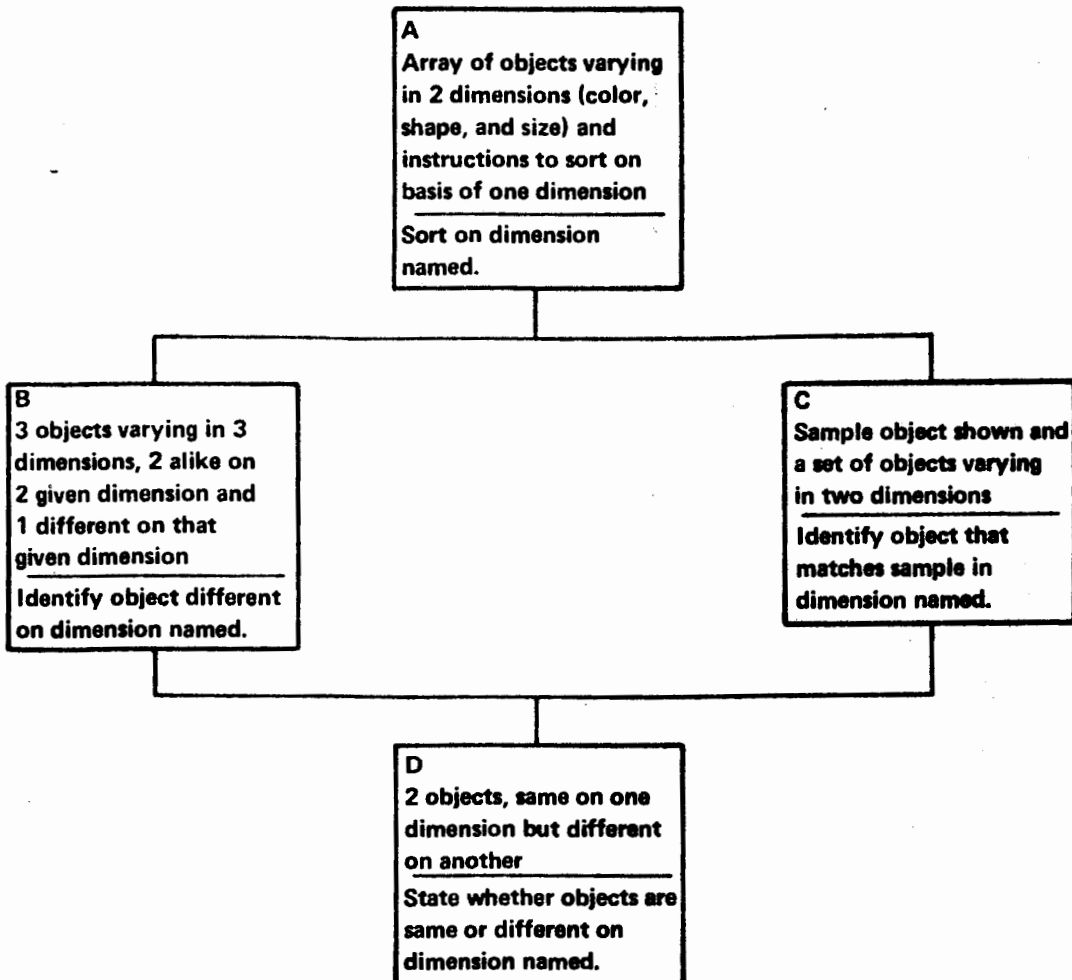 A
Array of objects varying
in 2 dimensions (color,
shape, and size) and
instructions to sort on
basis of one dimension
Sort on dimension
named.
B
3 objects varying in 3
dimensions, 2 alike on
2 given dimension and
1 different on that
given dimension
Identify object different
on dimension named.
C
Sample object shown and
a set of objects varying
in two dimensions
Identify object that
matches sample in
dimension named.
D
2 objects, same on one
dimension but different
on another
State whether objects are
same or different on
dimension named.